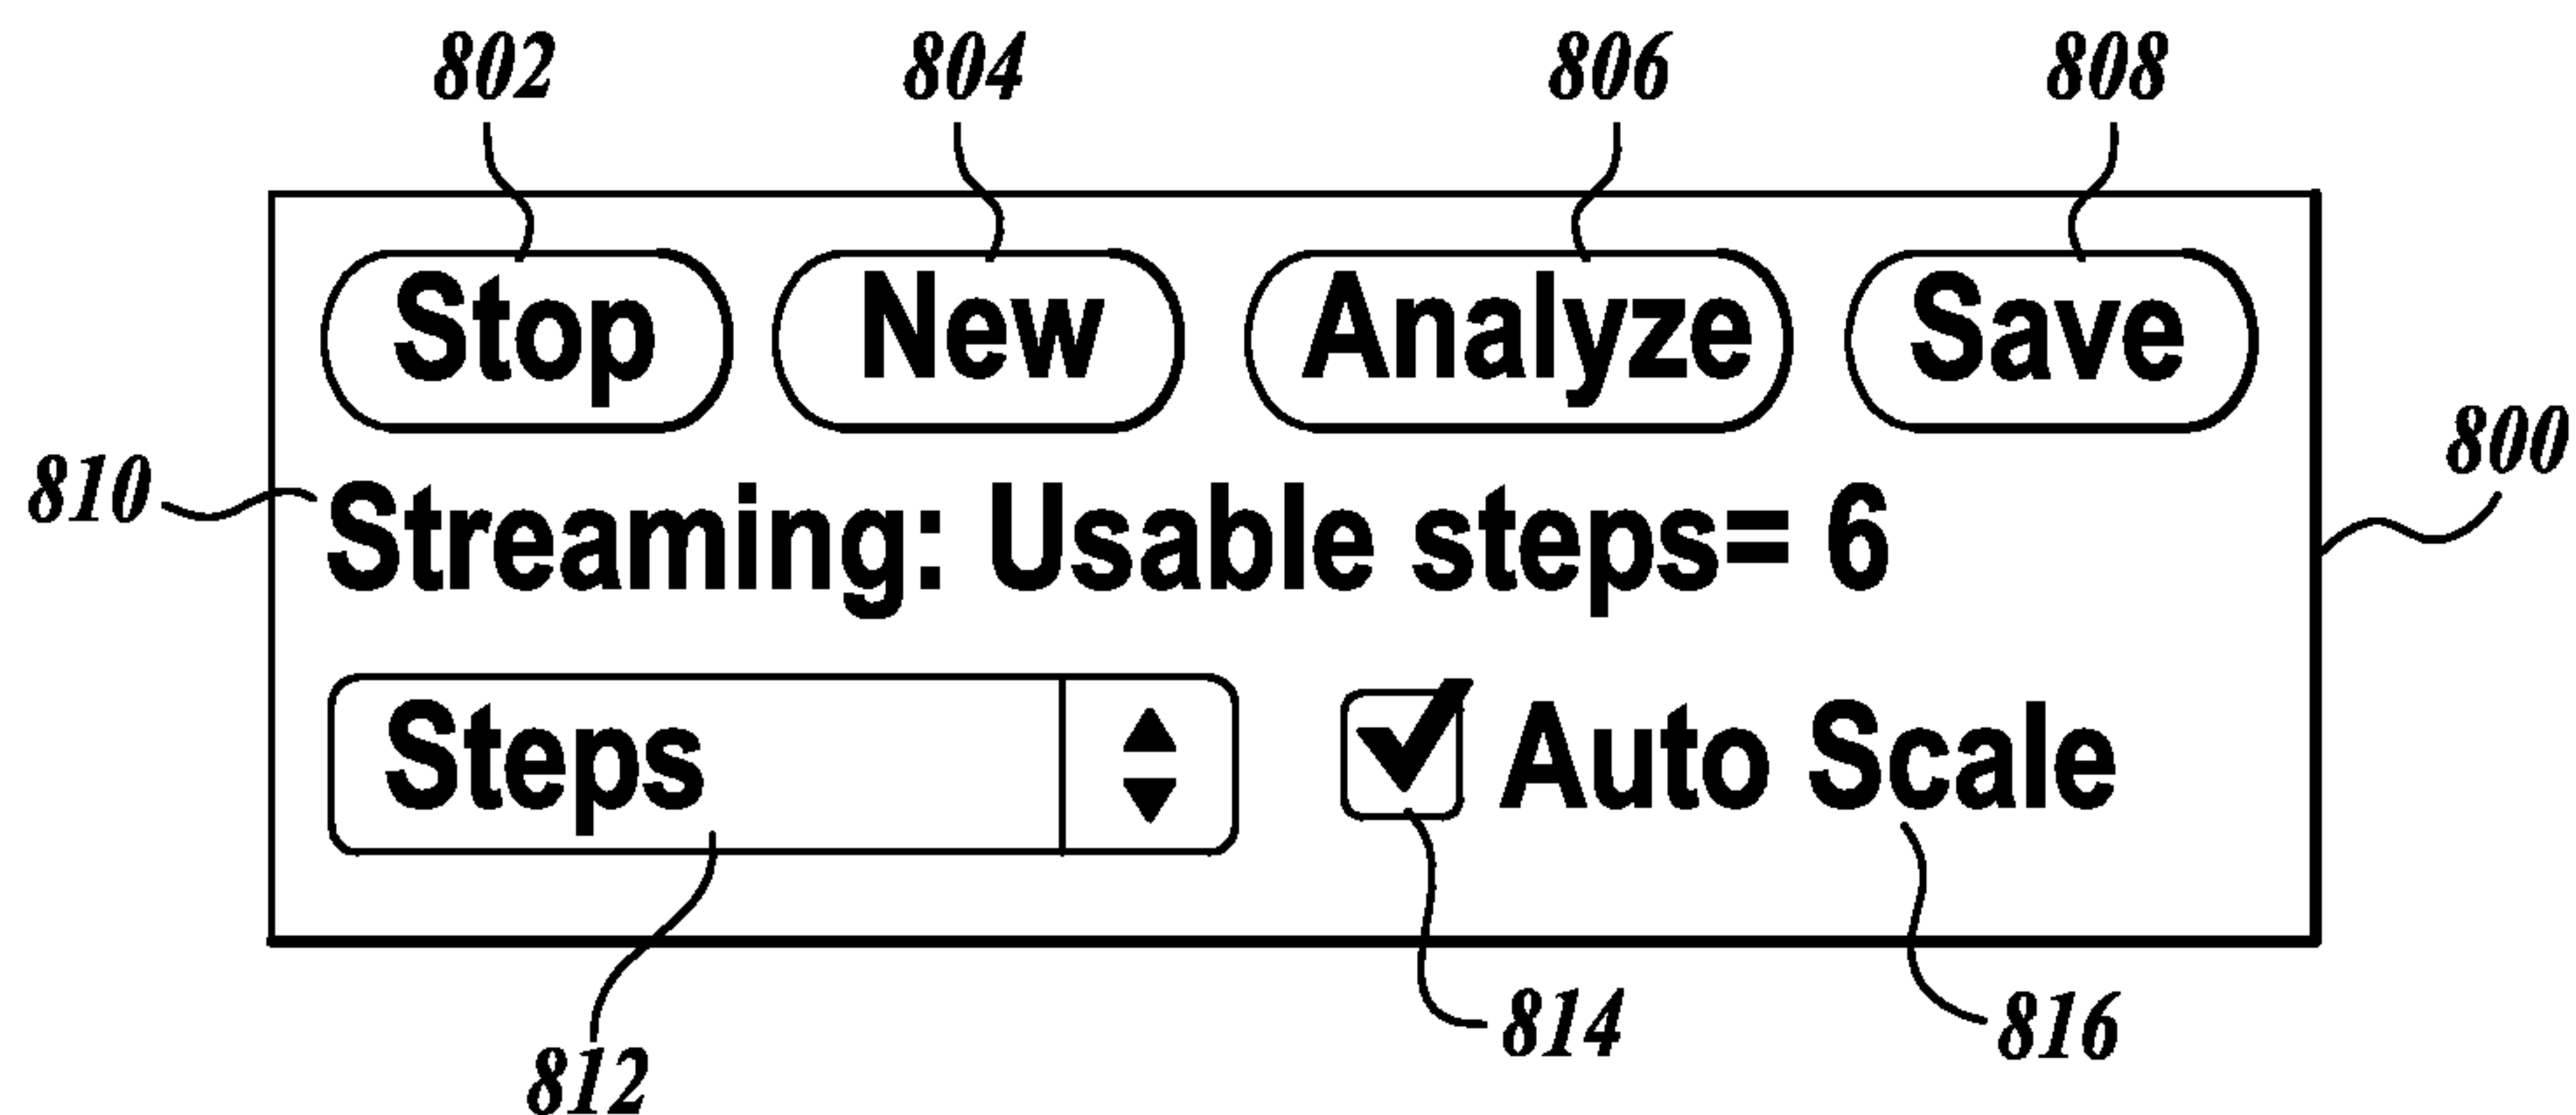 802 804 806 808
Stop New Analyze Save
800
810 Streaming: Usable steps= 6
Steps Auto Scale
814 816
812